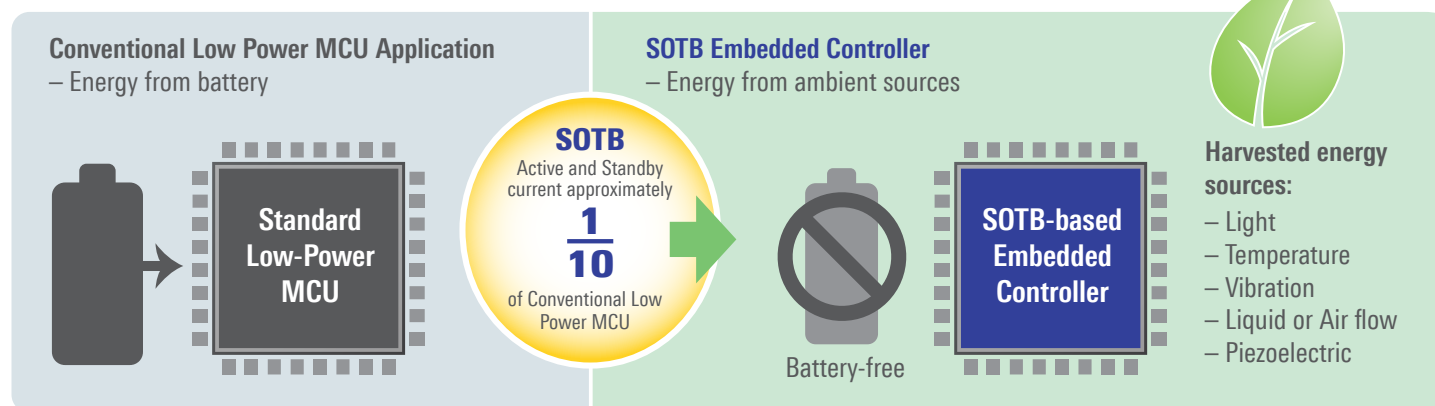 Conventional Low Power MCU Application
– Energy from battery
Standard
Low-Power
MCU
SOTB
Active and Standby
current approximately
1
10
of Conventional Low
Power MCU
SOTB Embedded Controller
– Energy from ambient sources
Battery-free
SOTB-based
Embedded
Controller
Harvested energy
sources:
– Light
– Temperature
– Vibration
– Liquid or Air flow
– Piezoelectric